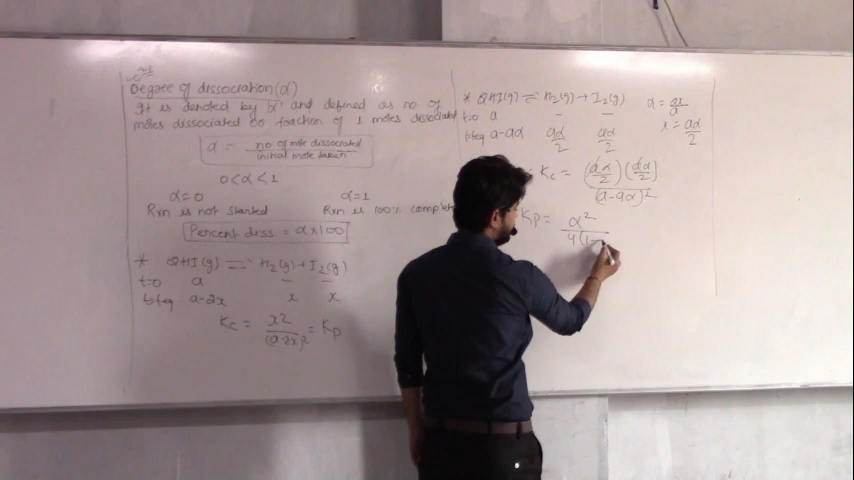 Degree of dissociation (α)
It is denoted by 'α' and defined as no. of
moles dissociated or fraction of 1 moles dissociated
α = no of mole dissociated / initial mole taken
0 < α < 1
α = 0 α = 1
Rxn is not started Rxn is 100% complete
Percent diss = α x 100
* 2HI(g) ⇌ H2(g) + I2(g)
t=0 a - -
t=teq a-2x x x
Kc = x2 / (a-2x)2 = Kp
* 2HI(g) ⇌ H2(g) + I2(g) α = 2x/a
t=0 a - - x = aα/2
t=teq a-aα aα/2 aα/2
Kc = (aα/2)(aα/2) / (a-aα)2
Kp = α2 / 4(1-